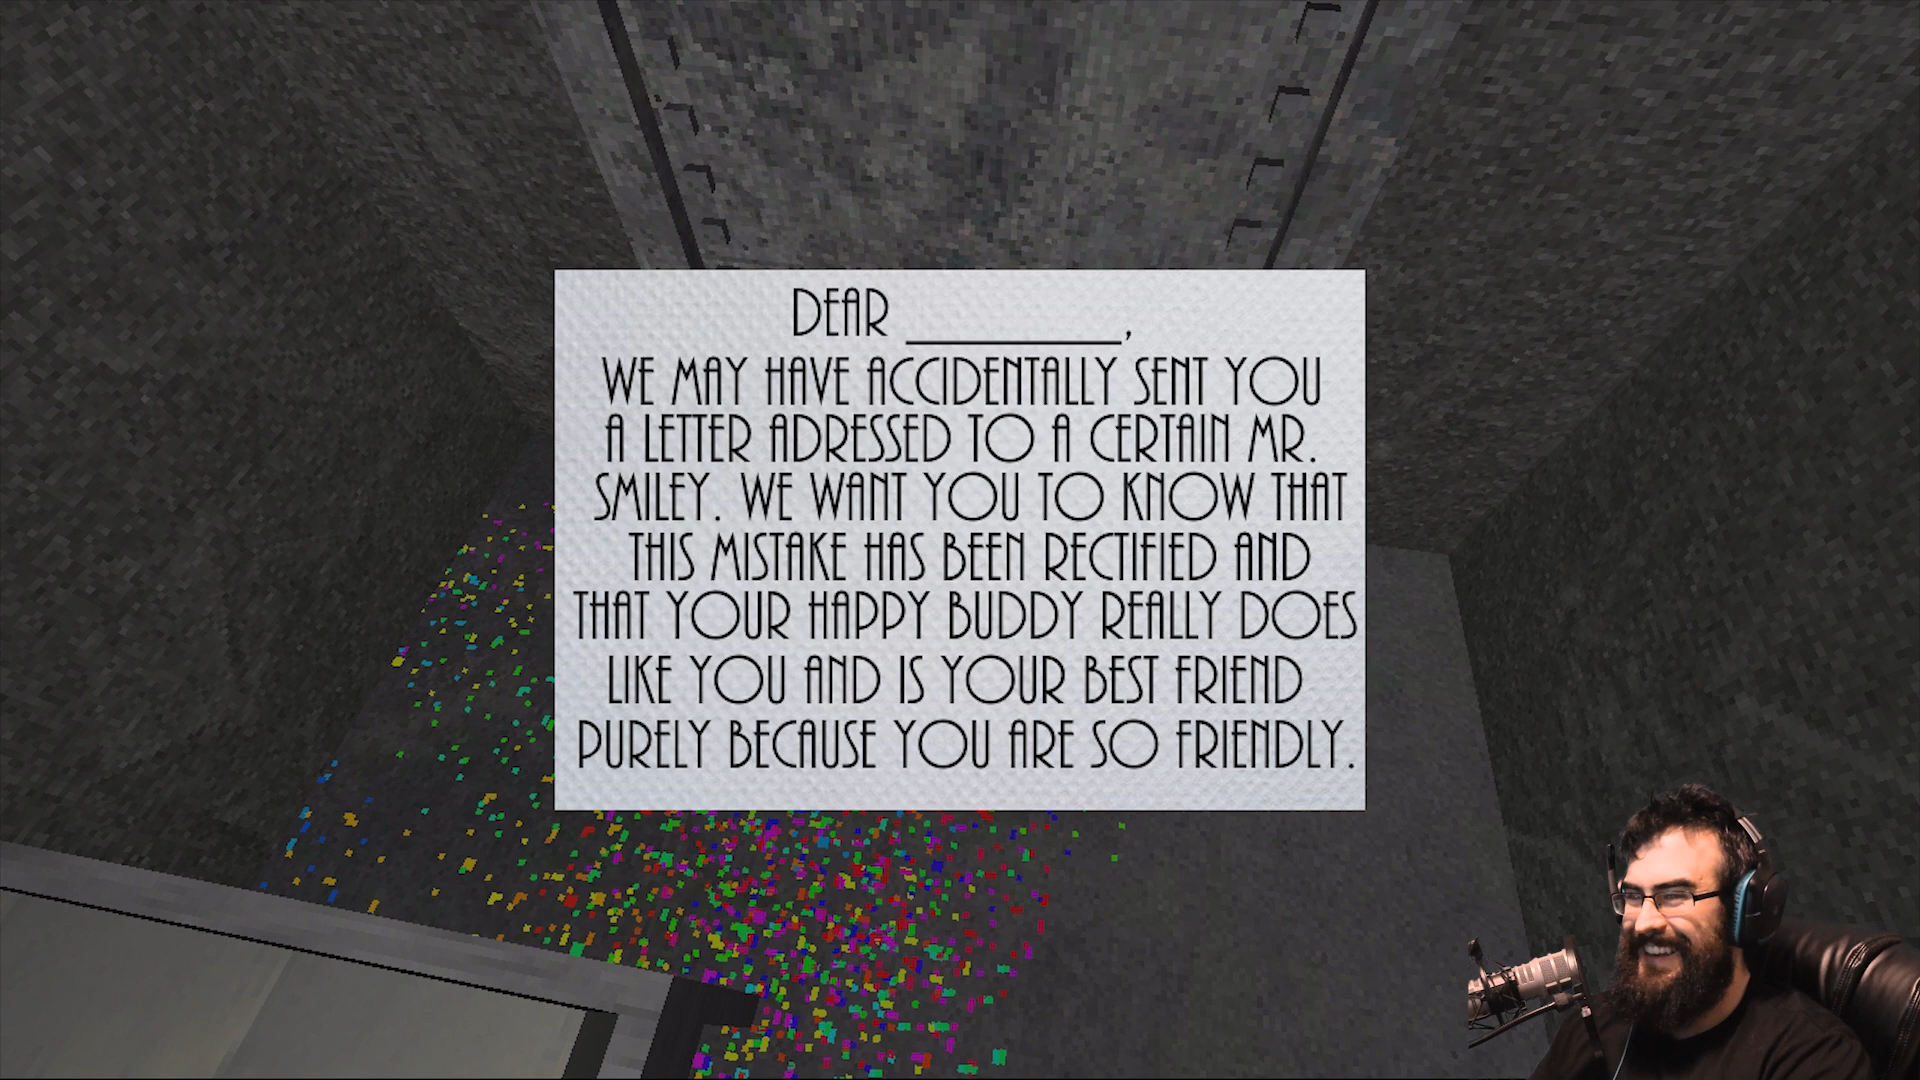 DEAR __________,
WE MAY HAVE ACCIDENTALLY SENT YOU
A LETTER ADRESSED TO A CERTAIN MR.
SMILEY. WE WANT YOU TO KNOW THAT
THIS MISTAKE HAS BEEN RECTIFIED AND
THAT YOUR HAPPY BUDDY REALLY DOES
LIKE YOU AND IS YOUR BEST FRIEND
PURELY BECAUSE YOU ARE SO FRIENDLY.